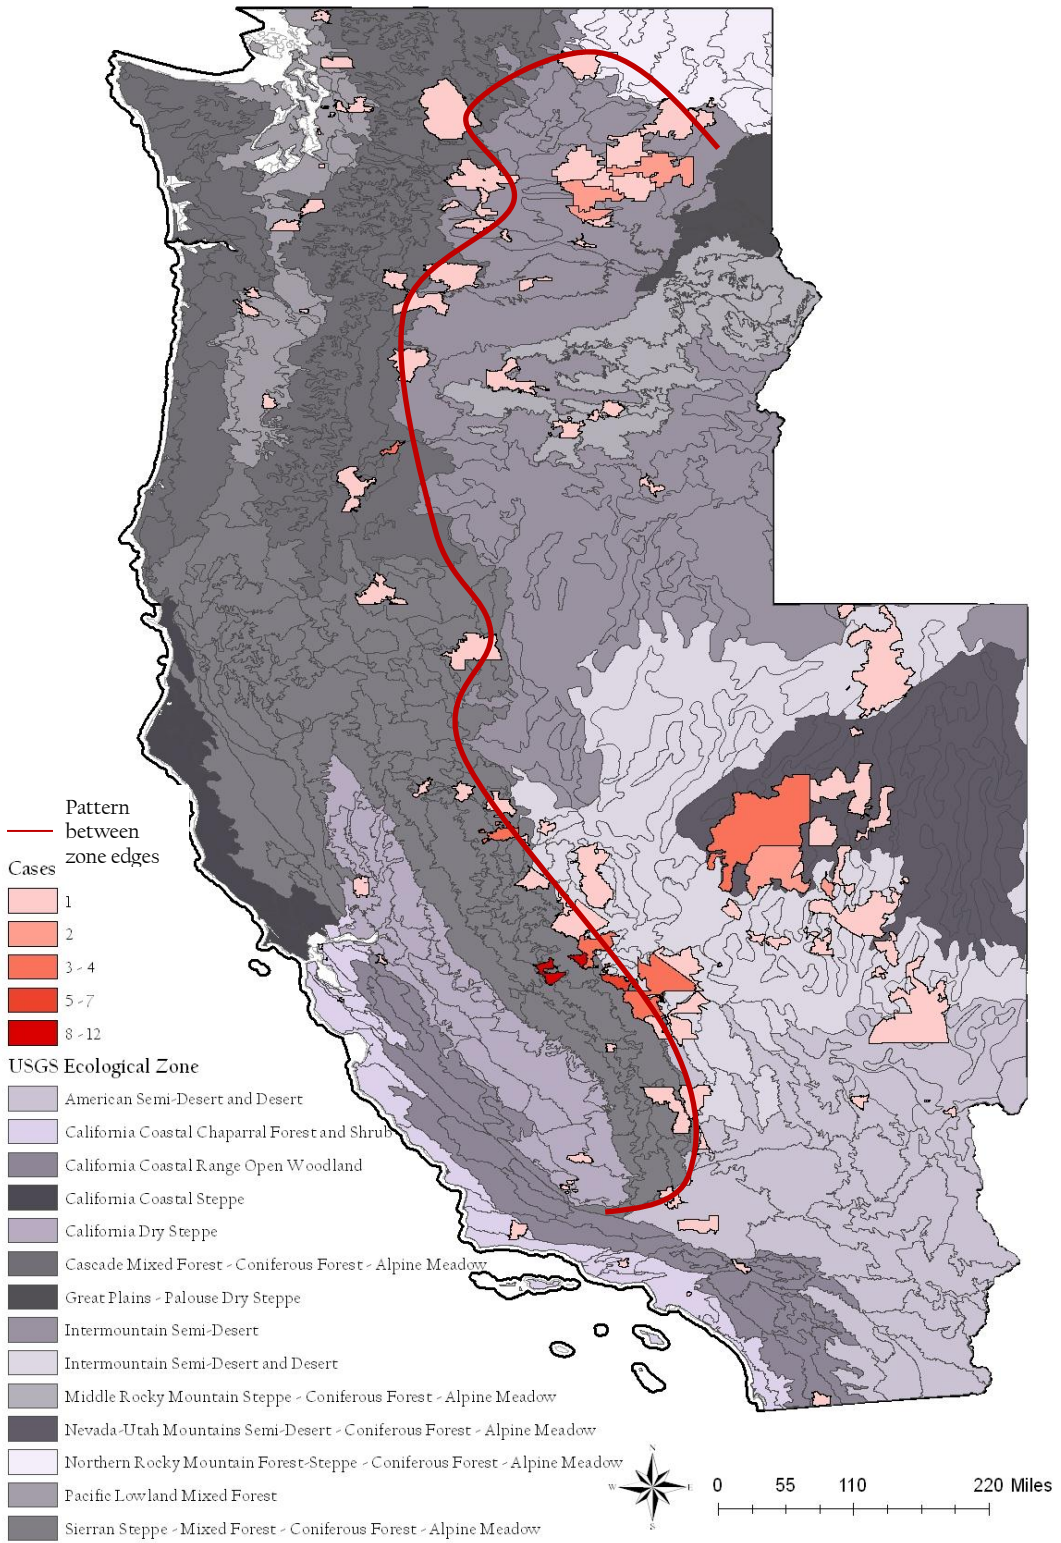 Pattern
between
zone edges
Cases
1
2
3 - 4
5 - 7
8 - 12
USGS Ecological Zone
American Semi-Desert and Desert
California Coastal Chaparral Forest and Shrub
California Coastal Range Open Woodland
California Coastal Steppe
California Dry Steppe
Cascade Mixed Forest - Coniferous Forest - Alpine Meadow
Great Plains - Palouse Dry Steppe
Intermountain Semi-Desert
Intermountain Semi-Desert and Desert
Middle Rocky Mountain Steppe - Coniferous Forest - Alpine Meadow
Nevada-Utah Mountains Semi-Desert - Coniferous Forest - Alpine Meadow
Northern Rocky Mountain Forest-Steppe - Coniferous Forest - Alpine Meadow
Pacific Lowland Mixed Forest
Sierran Steppe - Mixed Forest - Coniferous Forest - Alpine Meadow
N
W E
S
0 55 110 220 Miles